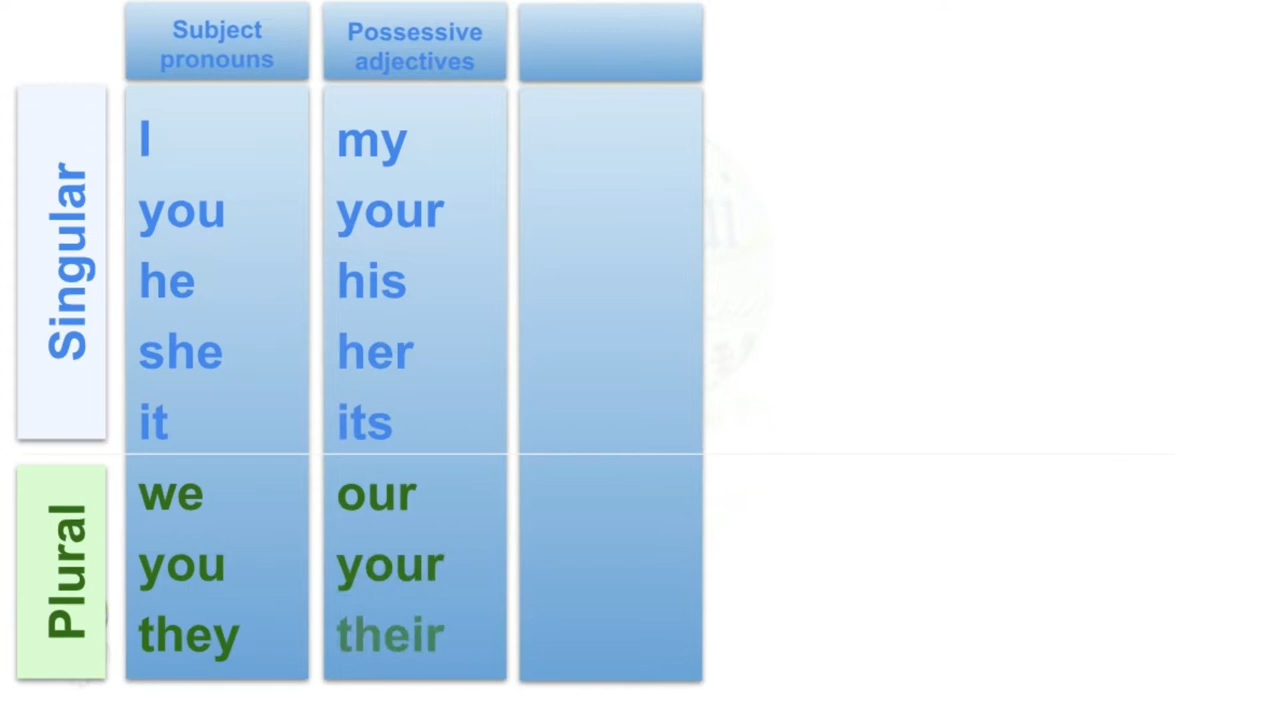 Subject
pronouns
Possessive
adjectives
Singular
I
my
you
your
he
his
she
her
it
its
Plural
we
our
you
your
they
their